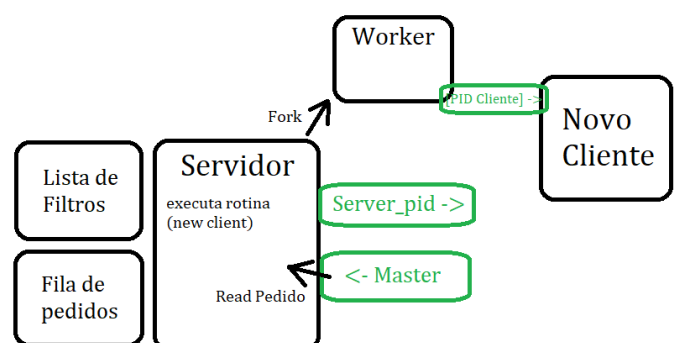 Worker
[PID Cliente] ->
Novo
Cliente
Fork
Servidor
executa rotina
(new client)
Lista de
Filtros
Server_pid ->
<- Master
Read Pedido
Fila de
pedidos